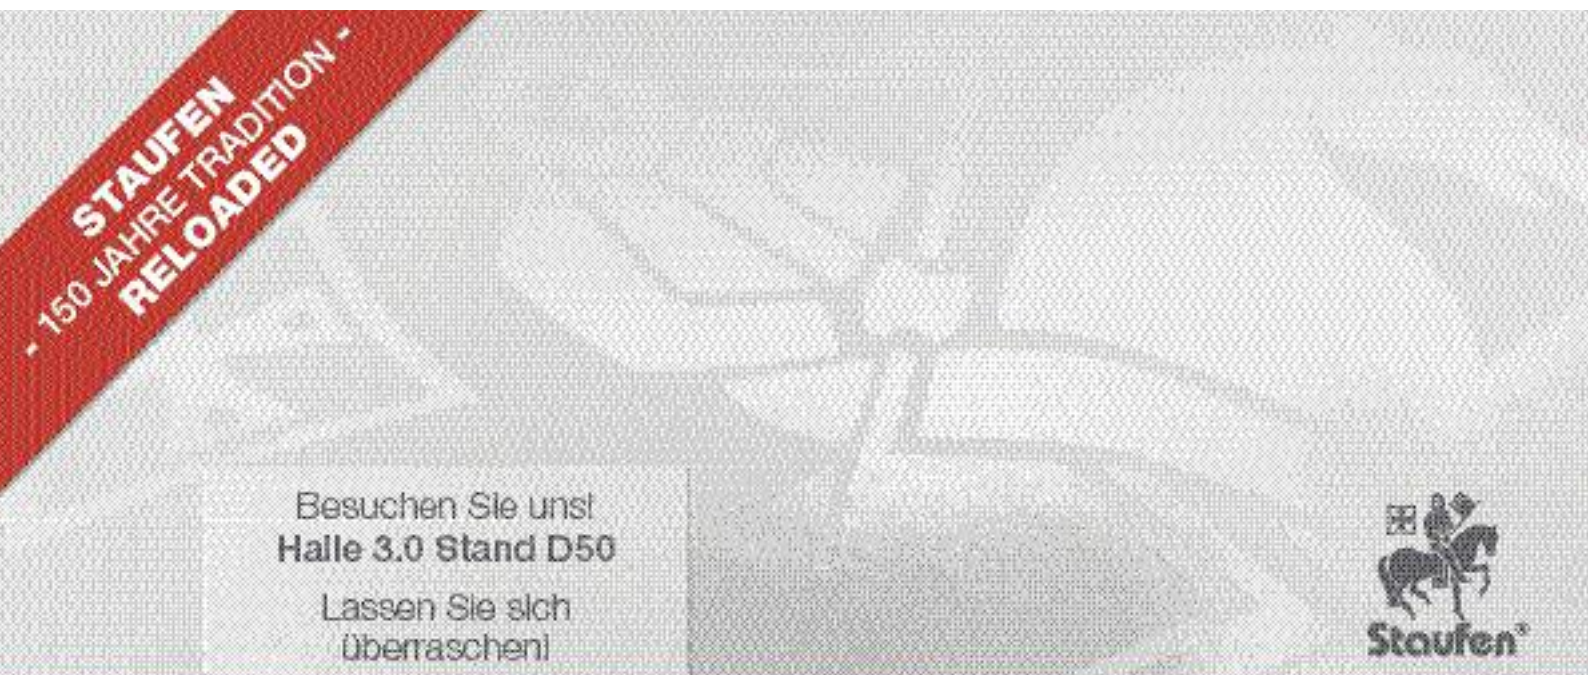 STAUFEN
- 150 JAHRE TRADITION -
RELOADED
Besuchen Sie uns!
Halle 3.0 Stand D50
Lassen Sie sich
überraschen!
Staufen®